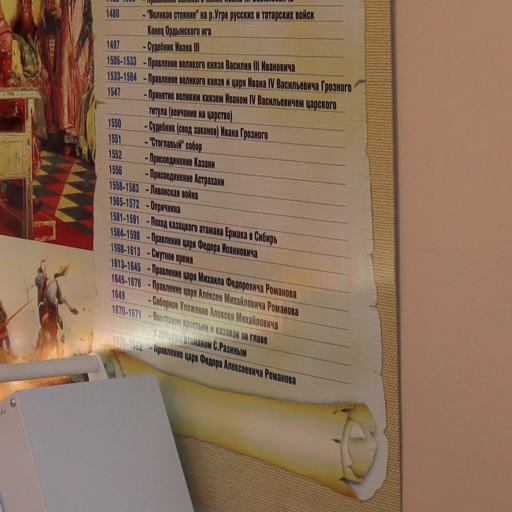 1480 - "Великое стояние" на р.Угре русских и татарских войск
Конец Ордынского ига
1497 - Судебник Ивана III
1505-1533 - Правление великого князя Василия III Ивановича
1533-1584 - Правление великого князя и царя Ивана IV Васильевича Грозного
1547 - Принятие великим князем Иваном IV Васильевичем царского
титула (венчание на царство)
1550 - Судебник (свод законов) Ивана Грозного
1551 - "Стоглавый" собор
1552 - Присоединение Казани
1556 - Присоединение Астрахани
1558-1583 - Ливонская война
1565-1572 - Опричнина
1581-1591 - Поход казацкого атамана Ермака в Сибирь
1584-1598 - Правление царя Федора Иоанновича
1598-1613 - Смутное время
1613-1645 - Правление царя Михаила Федоровича Романова
1645-1676 - Правление царя Алексея Михайловича Романова
1649 - Соборное Уложение Алексея Михайловича
1670-1671 - Восстание крестьян и казаков во главе
с атаманом С.Разиным
- Правление царя Федора Алексеевича Романова